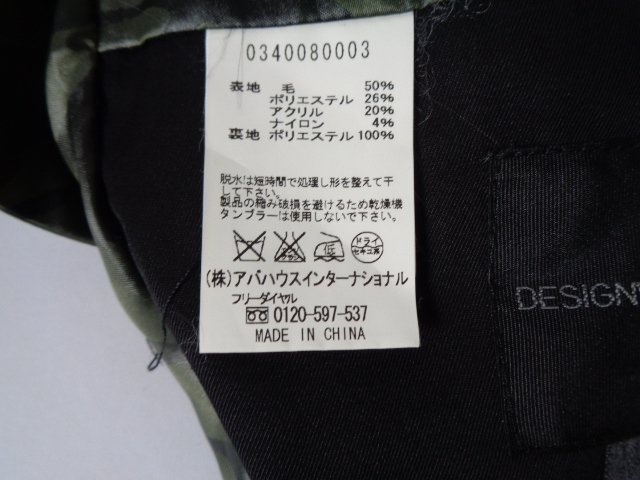 0340080003
表地 毛 50%
ポリエステル 26%
アクリル 20%
ナイロン 4%
裏地 ポリエステル 100%
脱水は短時間で処理し形を整えて干
して下さい。
製品の縮み破損を避けるため乾燥機
タンブラーは使用しないで下さい。
低
ドライ
セキユ系
(株)アバハウスインターナショナル
フリーダイヤル
0120-597-537
MADE IN CHINA
DESIGN